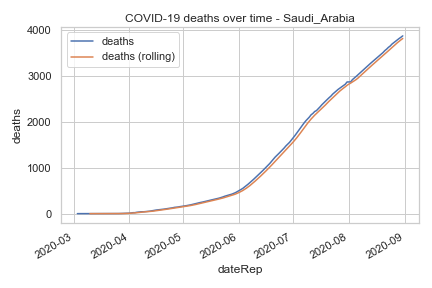 COVID-19 deaths over time - Saudi_Arabia
deaths
deaths (rolling)
4000
3000
2000
1000
0
deaths
2020-03
2020-04
2020-05
2020-06
2020-07
2020-08
2020-09
dateRep